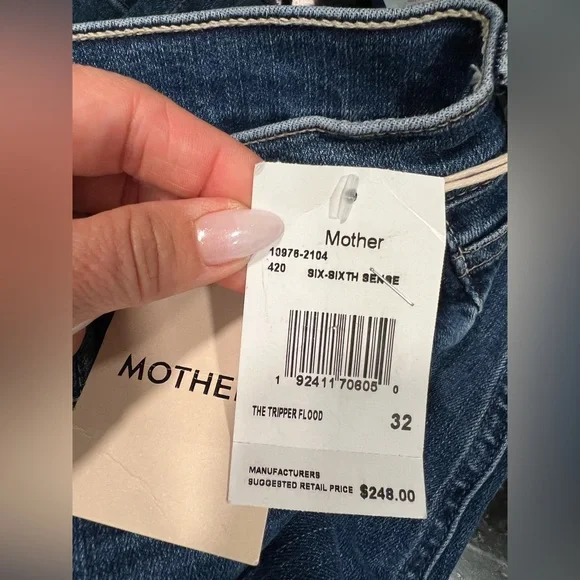 Mother
10976-2104
420 SIX-SIXTH SENSE
1 92411 70605 0
THE TRIPPER FLOOD 32
MANUFACTURERS
SUGGESTED RETAIL PRICE $248.00
MOTHE